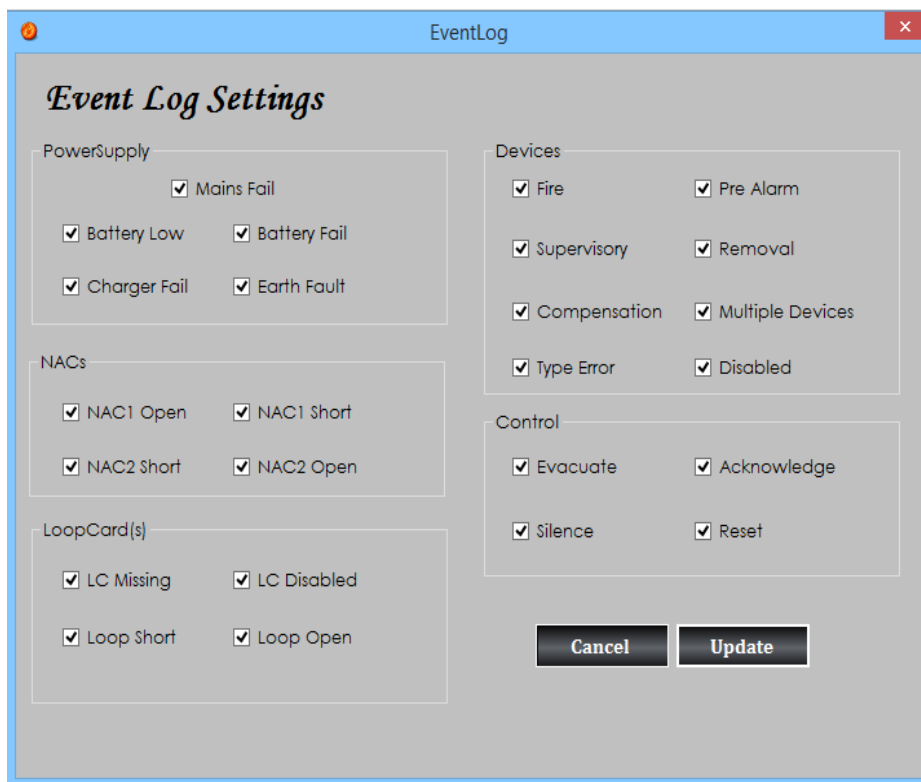 EventLog
Event Log Settings
PowerSupply
Mains Fail
Battery Low Battery Fail
Charger Fail Earth Fault
NACs
NAC1 Open NAC1 Short
NAC2 Short NAC2 Open
LoopCard(s)
LC Missing LC Disabled
Loop Short Loop Open
Devices
Fire Pre Alarm
Supervisory Removal
Compensation Multiple Devices
Type Error Disabled
Control
Evacuate Acknowledge
Silence Reset
Cancel Update